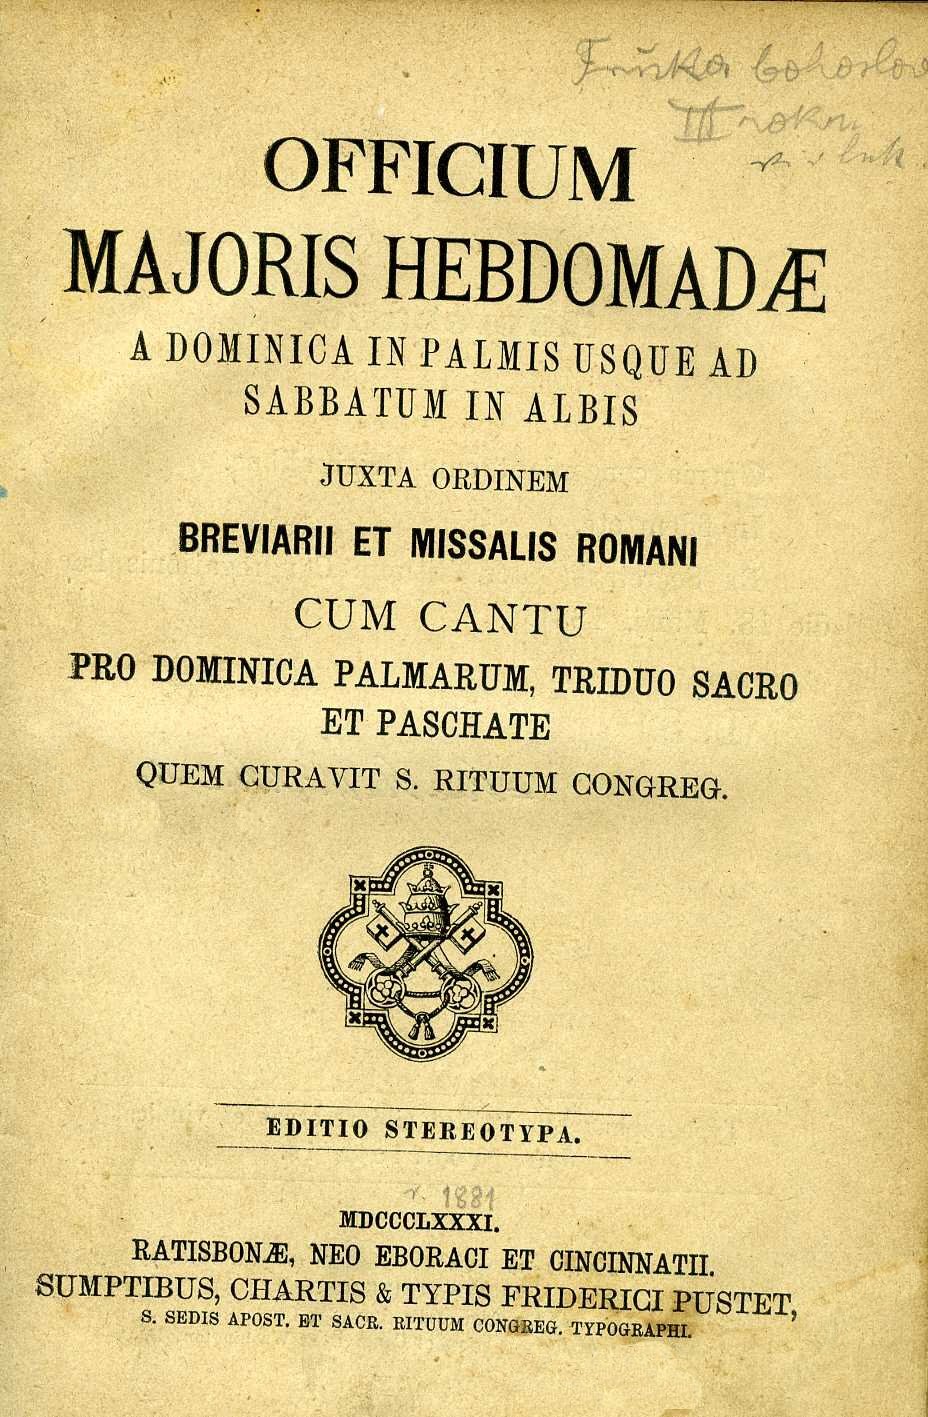 III roku
OFFICIUM
MAJORIS HEBDOMADÆ
A DOMINICA IN PALMIS USQUE AD
SABBATUM IN ALBIS
JUXTA ORDINEM
BREVIARII ET MISSALIS ROMANI
CUM CANTU
PRO DOMINICA PALMARUM, TRIDUO SACRO
ET PASCHATE
QUEM CURAVIT S. RITUUM CONGREG.
EDITIO STEREOTYPA.
r. 1881
MDCCCLXXXI.
RATISBONÆ, NEO EBORACI ET CINCINNATII.
SUMPTIBUS, CHARTIS & TYPIS FRIDERICI PUSTET,
S. SEDIS APOST. ET SACR. RITUUM CONGREG. TYPOGRAPHI.